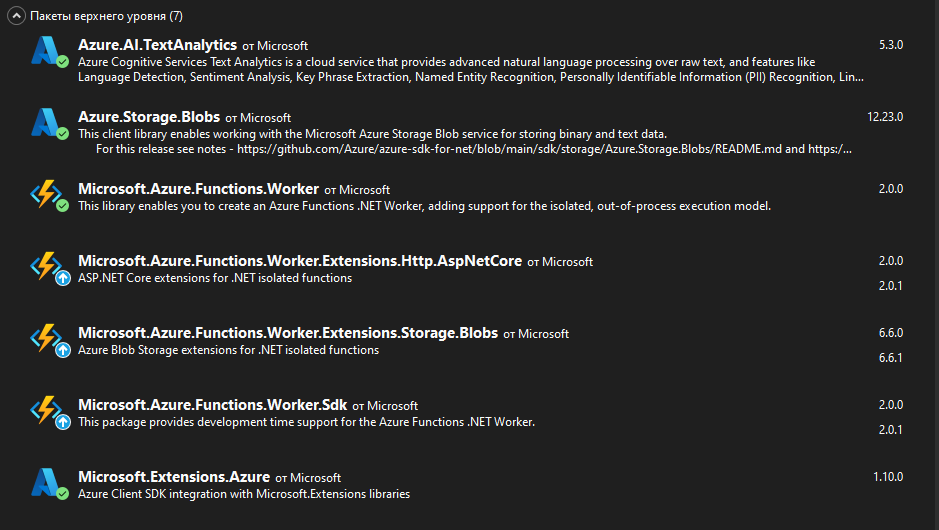 Пакеты верхнего уровня (7)
Azure.AI.TextAnalytics от Microsoft 5.3.0
Azure Cognitive Services Text Analytics is a cloud service that provides advanced natural language processing over raw text, and features like
Language Detection, Sentiment Analysis, Key Phrase Extraction, Named Entity Recognition, Personally Identifiable Information (PII) Recognition, Lin...
Azure.Storage.Blobs от Microsoft 12.23.0
This client library enables working with the Microsoft Azure Storage Blob service for storing binary and text data.
For this release see notes - https://github.com/Azure/azure-sdk-for-net/blob/main/sdk/storage/Azure.Storage.Blobs/README.md and https:/...
Microsoft.Azure.Functions.Worker от Microsoft 2.0.0
This library enables you to create an Azure Functions .NET Worker, adding support for the isolated, out-of-process execution model.
Microsoft.Azure.Functions.Worker.Extensions.Http.AspNetCore от Microsoft 2.0.0
ASP.NET Core extensions for .NET isolated functions
2.0.1
Microsoft.Azure.Functions.Worker.Extensions.Storage.Blobs от Microsoft 6.6.0
Azure Blob Storage extensions for .NET isolated functions
6.6.1
Microsoft.Azure.Functions.Worker.Sdk от Microsoft 2.0.0
This package provides development time support for the Azure Functions .NET Worker.
2.0.1
Microsoft.Extensions.Azure от Microsoft 1.10.0
Azure Client SDK integration with Microsoft.Extensions libraries